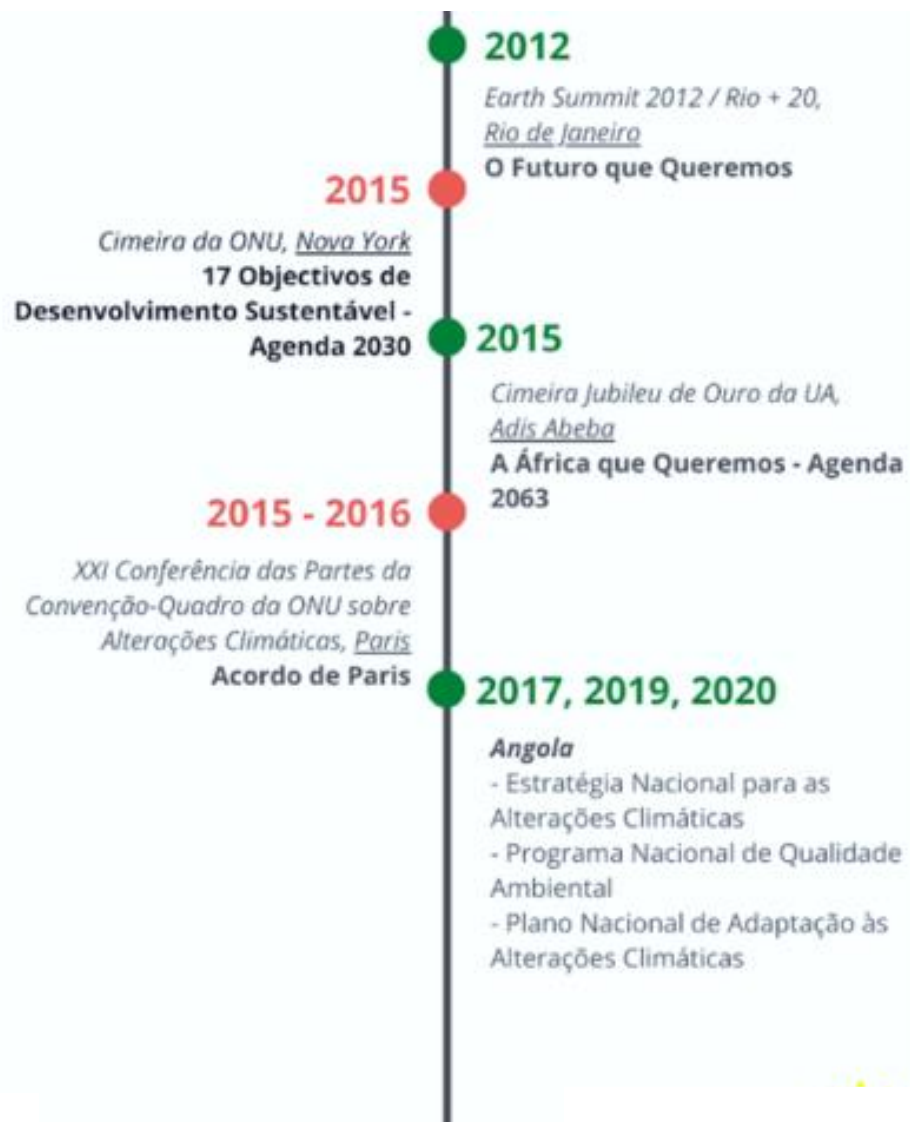 2012
Earth Summit 2012 / Rio + 20,
Rio de Janeiro
O Futuro que Queremos
2015
Cimeira da ONU, Nova York
17 Objectivos de
Desenvolvimento Sustentável -
Agenda 2030
2015
Cimeira Jubileu de Ouro da UA,
Adis Abeba
A África que Queremos - Agenda
2063
2015 - 2016
XXI Conferência das Partes da
Convenção-Quadro da ONU sobre
Alterações Climáticas, Paris
Acordo de Paris
2017, 2019, 2020
Angola
- Estratégia Nacional para as
Alterações Climáticas
- Programa Nacional de Qualidade
Ambiental
- Plano Nacional de Adaptação às
Alterações Climáticas